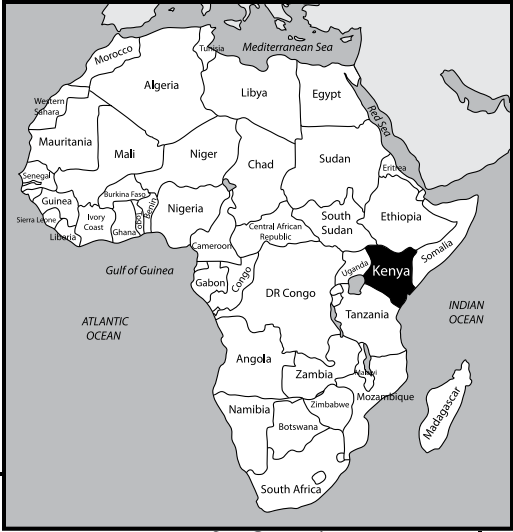 Mediterranean Sea
Morocco
Tunisia
Algeria
Libya
Egypt
Western
Sahara
Red Sea
Mauritania
Mali
Niger
Chad
Sudan
Eritrea
Senegal
Burkina Faso
Guinea
Benin
Togo
Nigeria
Ethiopia
Sierra Leone
Ivory
Coast
Ghana
South
Sudan
Central African
Republic
Liberia
Cameroon
Somalia
Gulf of Guinea
Gabon
Congo
Uganda
Kenya
DR Congo
INDIAN
OCEAN
ATLANTIC
OCEAN
Tanzania
Angola
Zambia
Malawi
Mozambique
Namibia
Zimbabwe
Botswana
Madagascar
South Africa